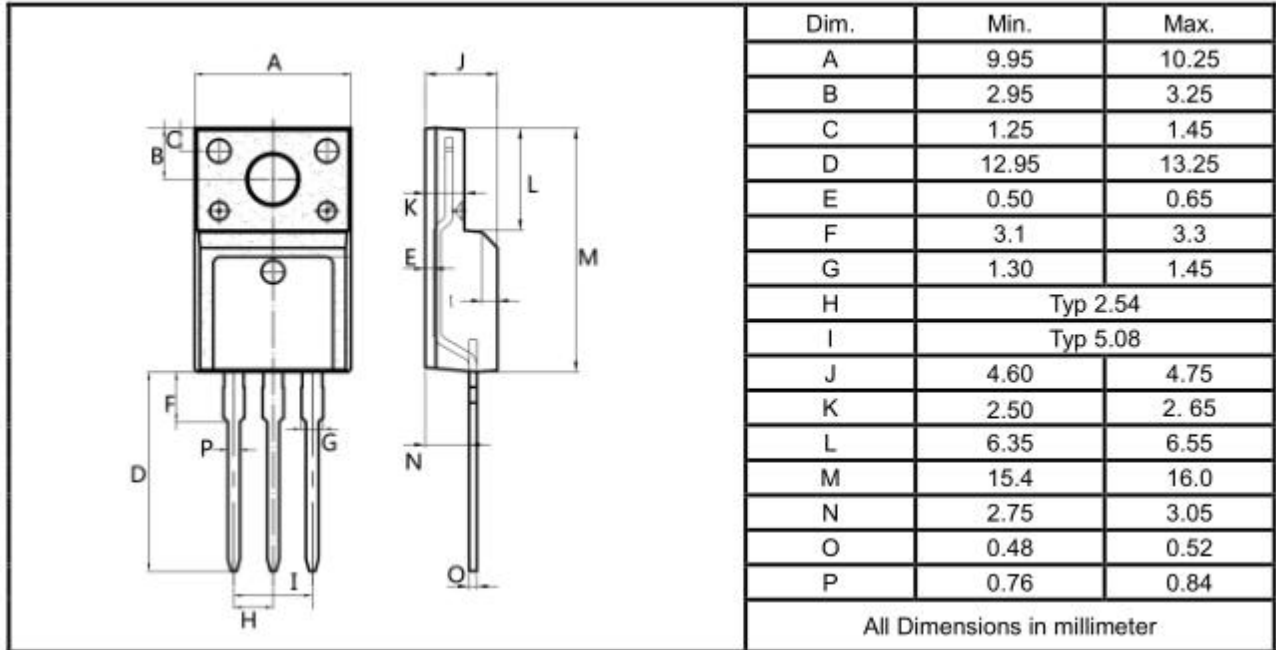 A
J
C
B
L
K
E
M
I
F
G
P
N
D
I
O
H
Dim. Min. Max.
A 9.95 10.25
B 2.95 3.25
C 1.25 1.45
D 12.95 13.25
E 0.50 0.65
F 3.1 3.3
G 1.30 1.45
H Typ 2.54
I Typ 5.08
J 4.60 4.75
K 2.50 2. 65
L 6.35 6.55
M 15.4 16.0
N 2.75 3.05
O 0.48 0.52
P 0.76 0.84
All Dimensions in millimeter